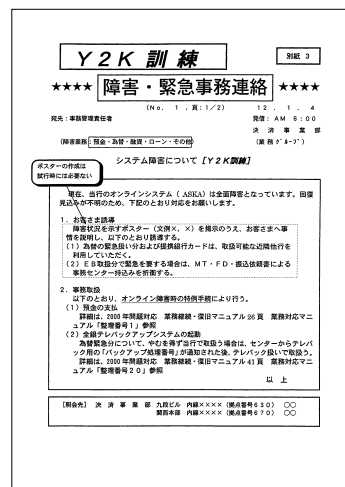 Y2K 訓練
別紙 3
★★★★ 障害・緊急事務連絡 ★★★★
(No. 1 , 頁:1/2) 12 . 1 . 4
宛先:事務管理責任者 発信: AM 6:00
決済事業部
(障害業務:預金・為替・融資・ローン・その他) (業務グループ)
システム障害について [Y2K訓練]
ポスターの作成は
試行時には必要ない
現在、当行のオンラインシステム( ASKA)は全面障害となっています。回復
見込みが不明のため、下記のとおり対応をお願いします。
1.お客さま誘導
障害状況を示すポスター(文例×、×)を掲示のうえ、お客さまへ事
情を説明し、以下のとおり誘導する。
(1)為替の緊急扱い分および提携銀行カードは、取扱可能な近隣他行を
利用していただく。
(2)EB取扱分で緊急を要する場合は、MT・FD・振込依頼書による
事務センター持込みを折衝する。
2.事務取扱
以下のとおり、オンライン障害時の特例手続により行う。
(1)預金の支払
詳細は、2000年問題対応 業務継続・復旧マニュアル26頁 業務対応マニ
ュアル「整理番号1」参照
(2)全銀テレバックアップシステムの起動
為替緊急分について、やむを得ず当行で取扱う場合は、センターからテレバ
ック用の「バックアップ処理番号」が通知された後、テレバック扱いで取扱う。
詳細は、2000年問題対応 業務継続・復旧マニュアル41頁 業務対応マニ
ュアル「整理番号20」参照
以 上
[照会先] 決済事業部 九段ビル 内線×××× (拠点番号630) 〇〇
関西本部 内線×××× (拠点番号670) 〇〇